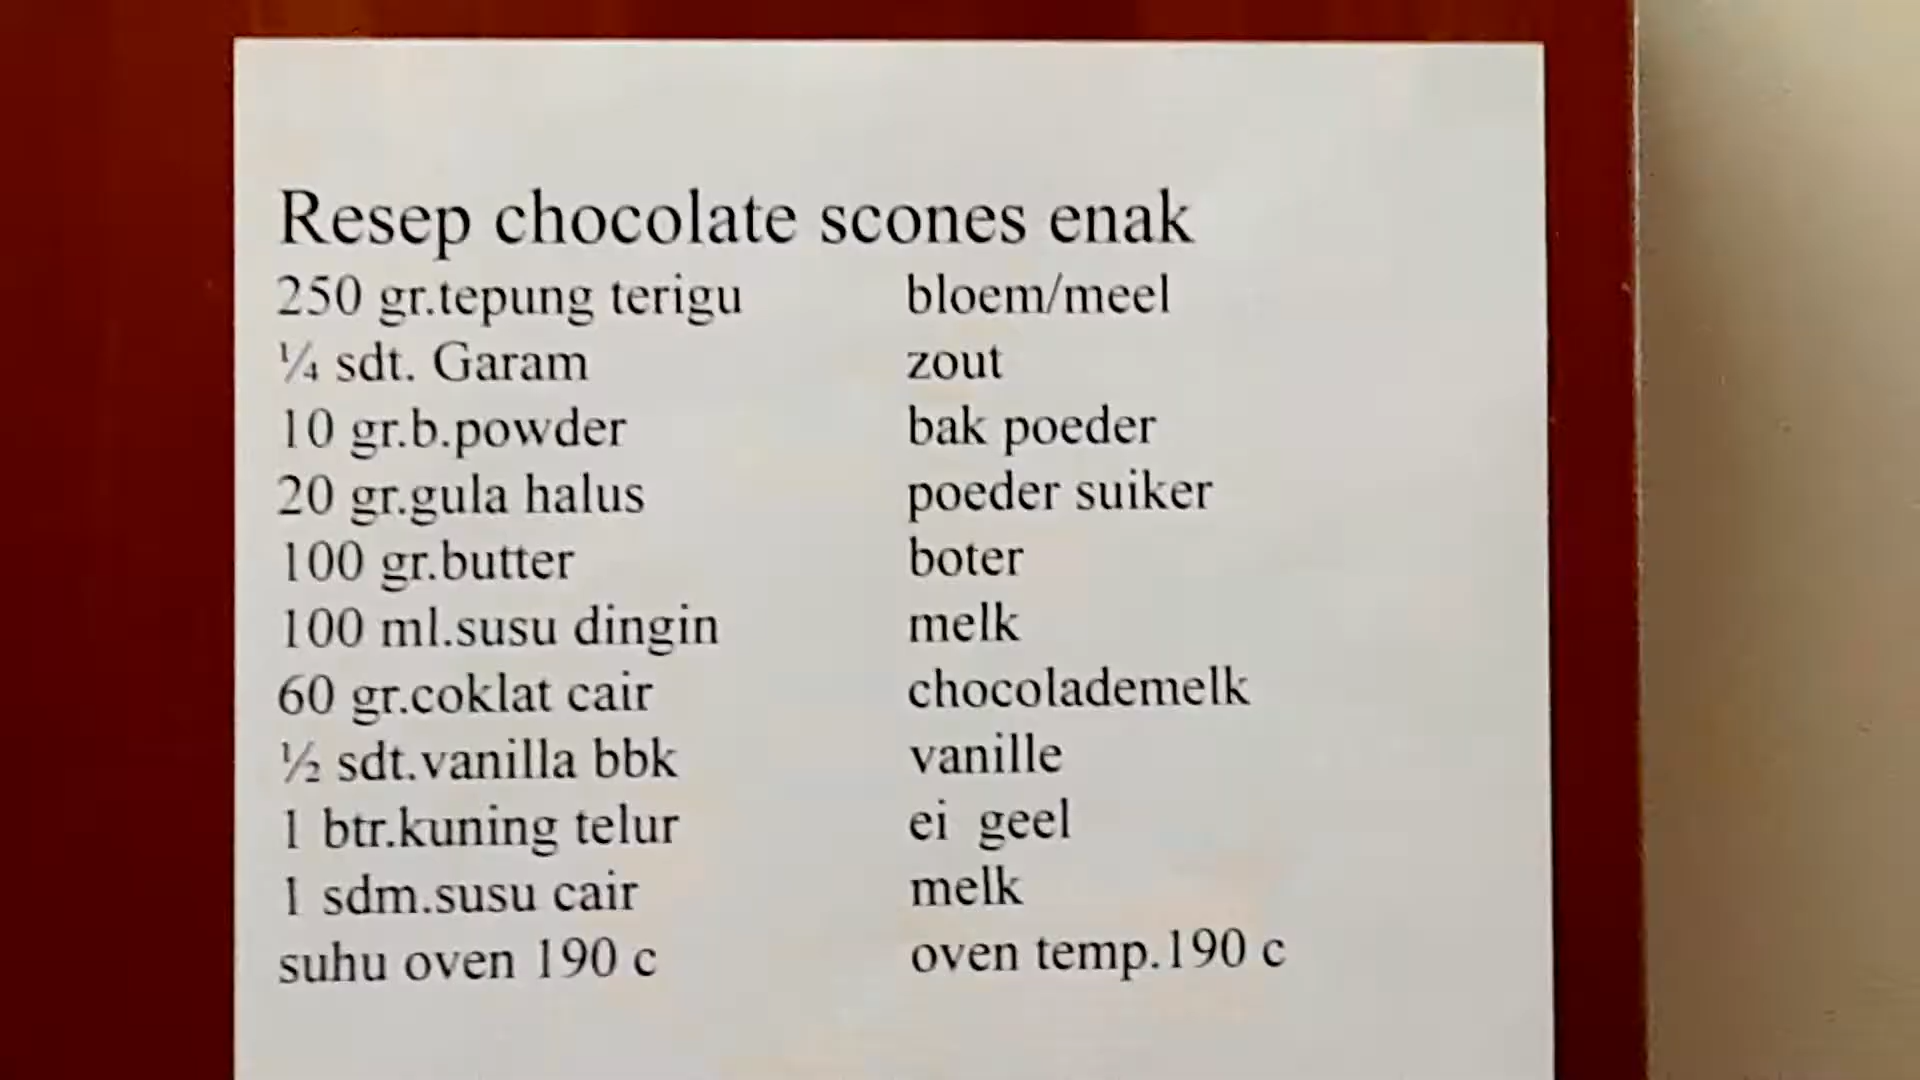 Resep chocolate scones enak
250 gr.tepung terigu bloem/meel
¼ sdt. Garam zout
10 gr.b.powder bak poeder
20 gr.gula halus poeder suiker
100 gr.butter boter
100 ml.susu dingin melk
60 gr.coklat cair chocolademelk
½ sdt.vanilla bbk vanille
1 btr.kuning telur ei geel
1 sdm.susu cair melk
suhu oven 190 c oven temp.190 c